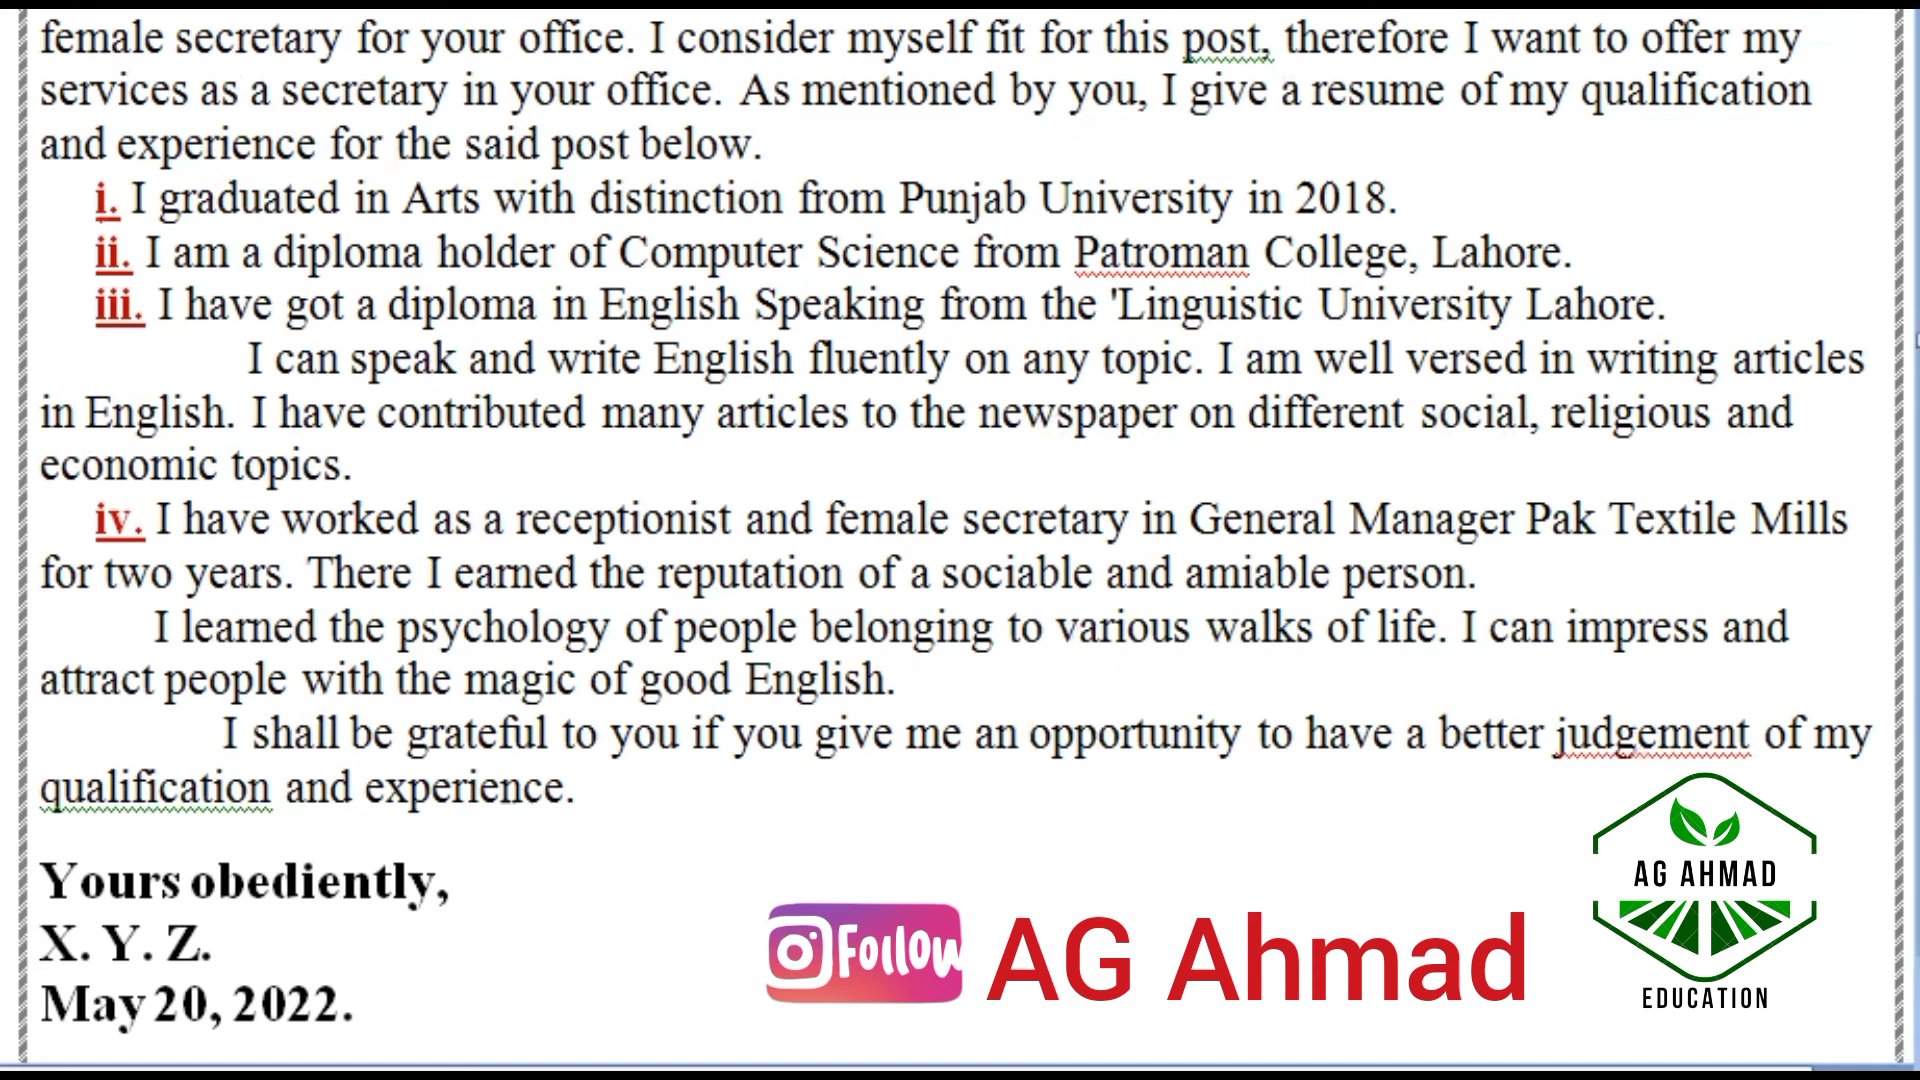 female secretary for your office. I consider myself fit for this post, therefore I want to offer my
services as a secretary in your office. As mentioned by you, I give a resume of my qualification
and experience for the said post below.
i. I graduated in Arts with distinction from Punjab University in 2018.
ii. I am a diploma holder of Computer Science from Patroman College, Lahore.
iii. I have got a diploma in English Speaking from the 'Linguistic University Lahore.
I can speak and write English fluently on any topic. I am well versed in writing articles
in English. I have contributed many articles to the newspaper on different social, religious and
economic topics.
iv. I have worked as a receptionist and female secretary in General Manager Pak Textile Mills
for two years. There I earned the reputation of a sociable and amiable person.
I learned the psychology of people belonging to various walks of life. I can impress and
attract people with the magic of good English.
I shall be grateful to you if you give me an opportunity to have a better judgement of my
qualification and experience.
Yours obediently,
X. Y. Z.
May 20, 2022.
Follow
AG Ahmad
AG AHMAD
EDUCATION